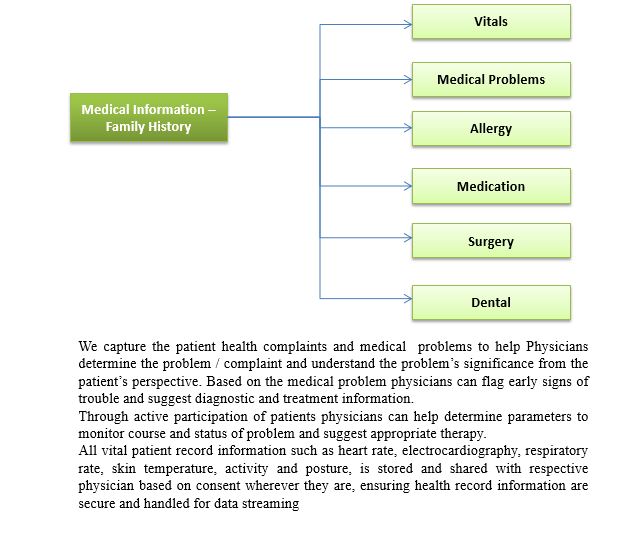 Vitals
Medical Problems
Medical Information –
Family History
Allergy
Medication
Surgery
Dental
We capture the patient health complaints and medical problems to help Physicians
determine the problem / complaint and understand the problem’s significance from the
patient’s perspective. Based on the medical problem physicians can flag early signs of
trouble and suggest diagnostic and treatment information.
Through active participation of patients physicians can help determine parameters to
monitor course and status of problem and suggest appropriate therapy.
All vital patient record information such as heart rate, electrocardiography, respiratory
rate, skin temperature, activity and posture, is stored and shared with respective
physician based on consent wherever they are, ensuring health record information are
secure and handled for data streaming